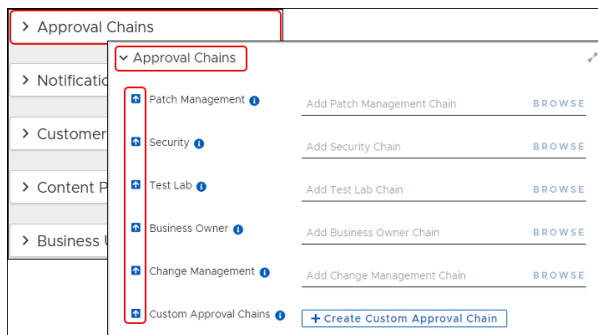 Approval Chains
Notificatio
Customer
Content P
Business U
Approval Chains
Patch Management
Add Patch Management Chain
BROWSE
Security
Add Security Chain
BROWSE
Test Lab
Add Test Lab Chain
BROWSE
Business Owner
Add Business Owner Chain
BROWSE
Change Management
Add Change Management Chain
BROWSE
Custom Approval Chains
+ Create Custom Approval Chain